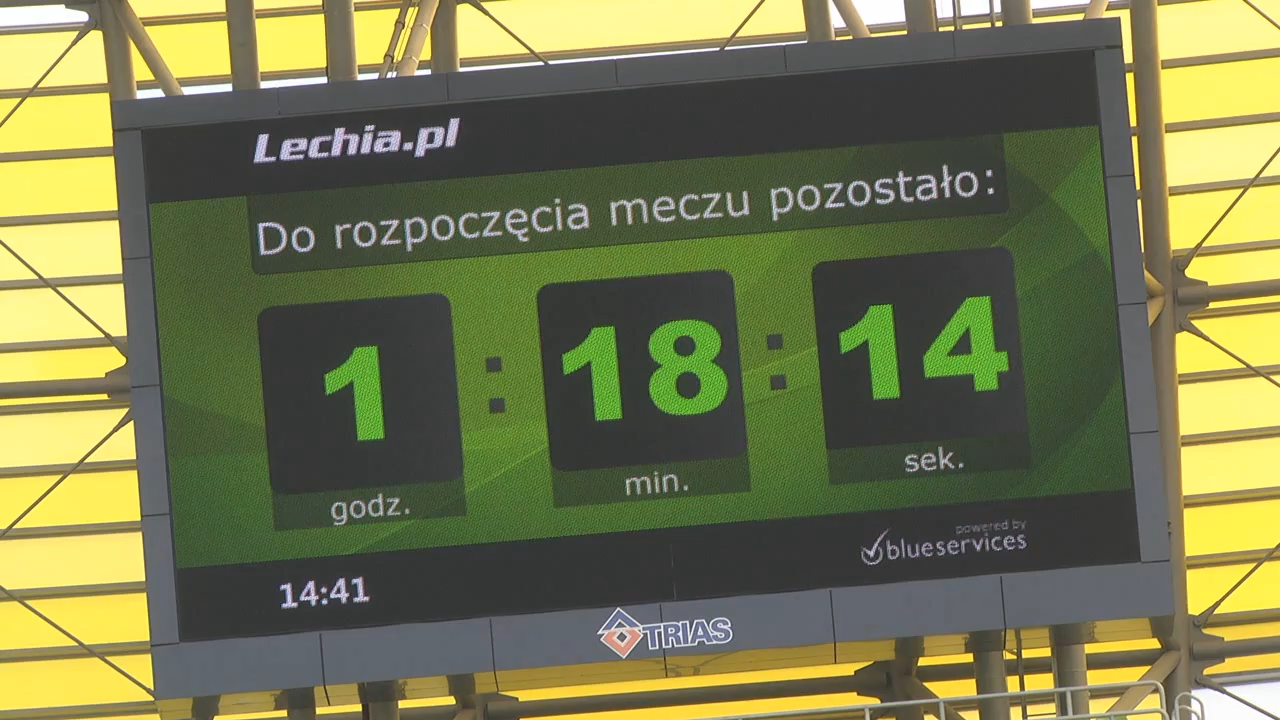 Lechia.pl
Do rozpoczęcia meczu pozostało:
1 : 18 : 14
godz. min. sek.
14:41
powered by
blueservices
TRIAS